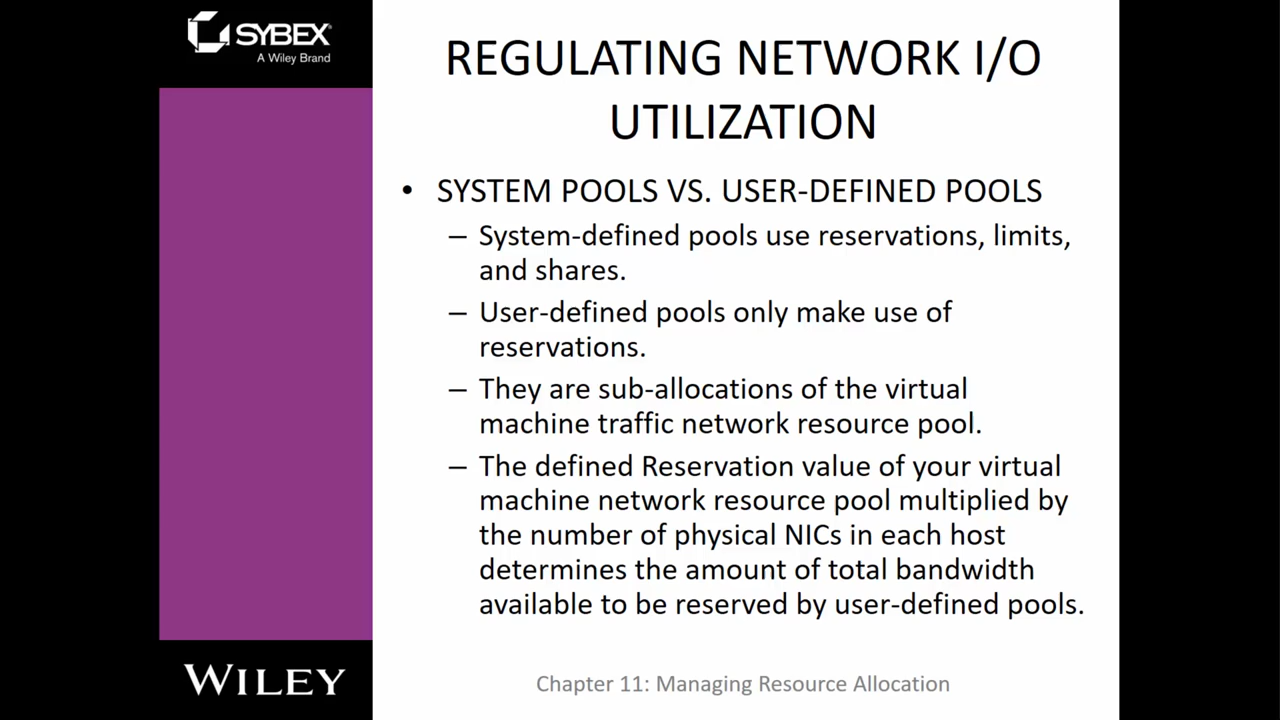 SYBEX
A Wiley Brand
REGULATING NETWORK I/O
UTILIZATION
• SYSTEM POOLS VS. USER-DEFINED POOLS
– System-defined pools use reservations, limits,
and shares.
– User-defined pools only make use of
reservations.
– They are sub-allocations of the virtual
machine traffic network resource pool.
– The defined Reservation value of your virtual
machine network resource pool multiplied by
the number of physical NICs in each host
determines the amount of total bandwidth
available to be reserved by user-defined pools.
WILEY
Chapter 11: Managing Resource Allocation